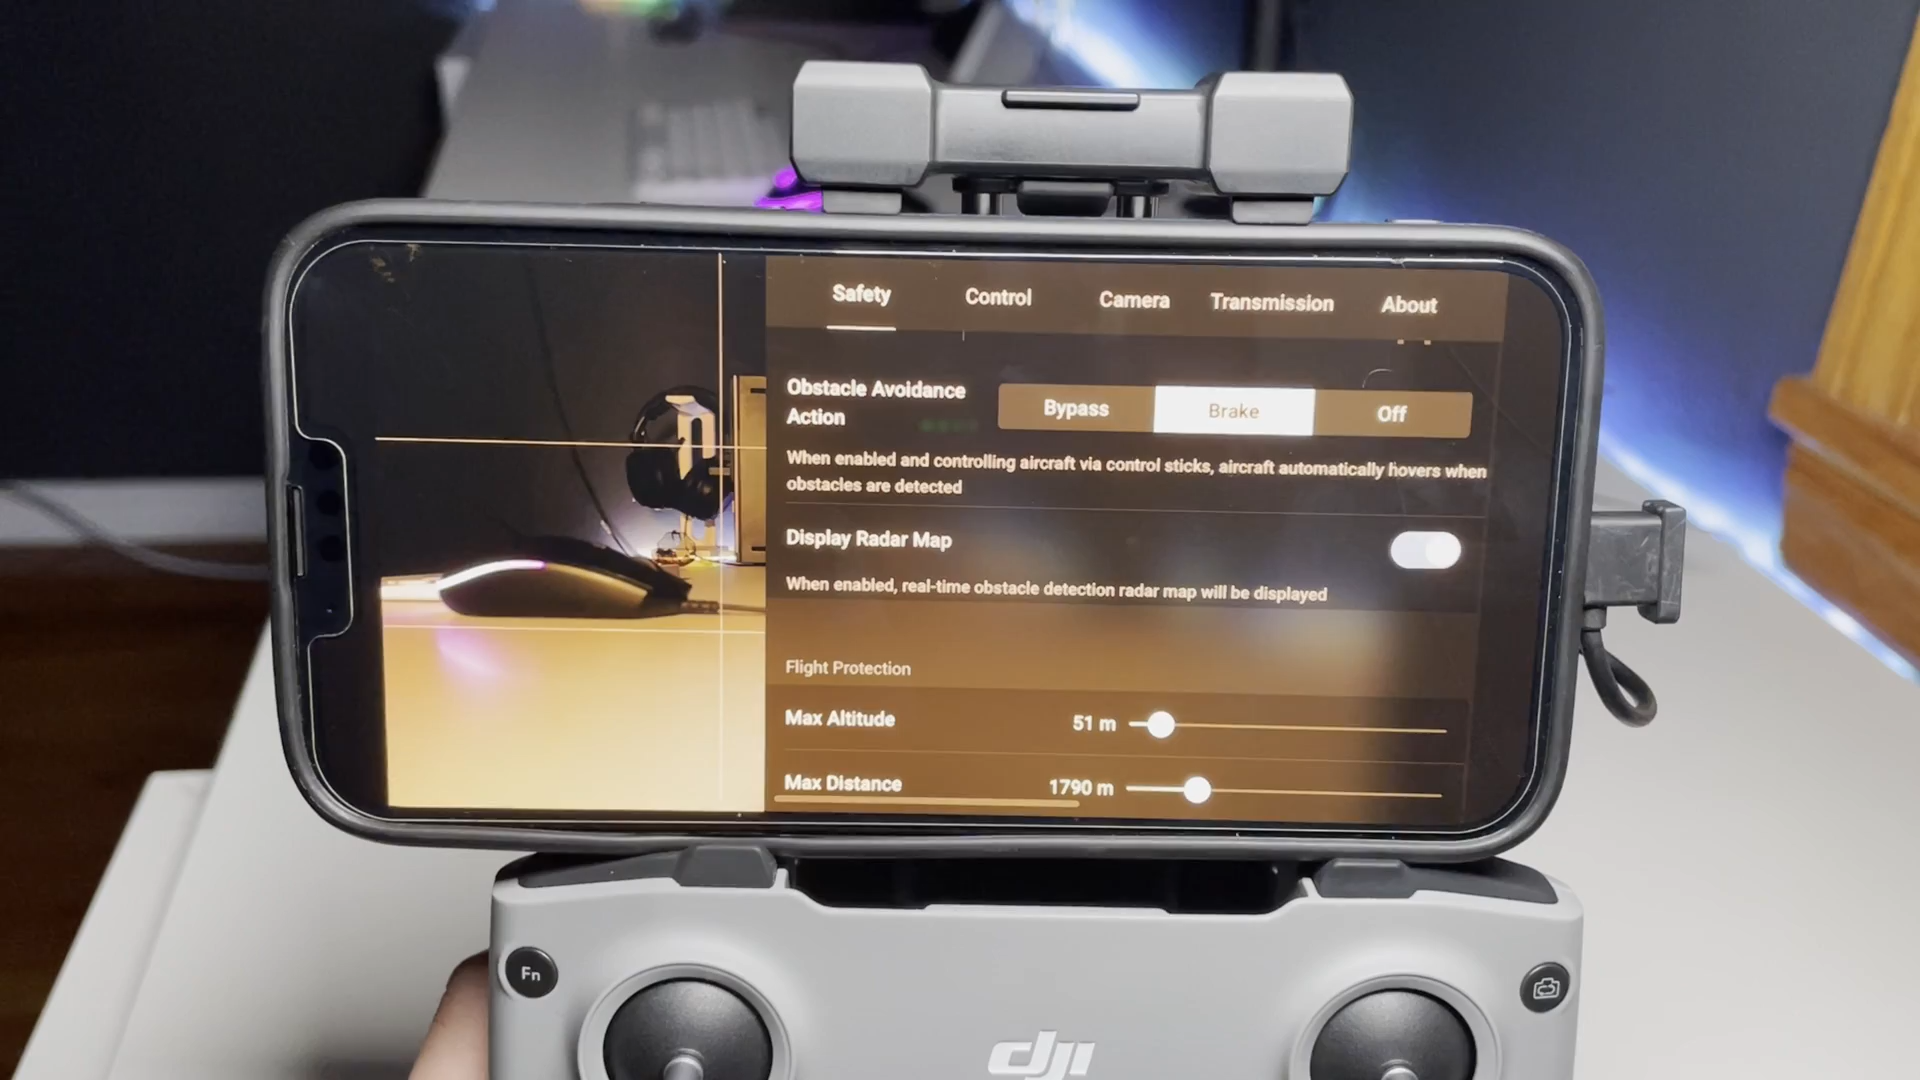 Safety Control Camera Transmission About
Obstacle Avoidance
Action
Bypass Brake Off
When enabled and controlling aircraft via control sticks, aircraft automatically hovers when
obstacles are detected
Display Radar Map
When enabled, real-time obstacle detection radar map will be displayed
Flight Protection
Max Altitude 51 m
Max Distance 1790 m
Fn
dji